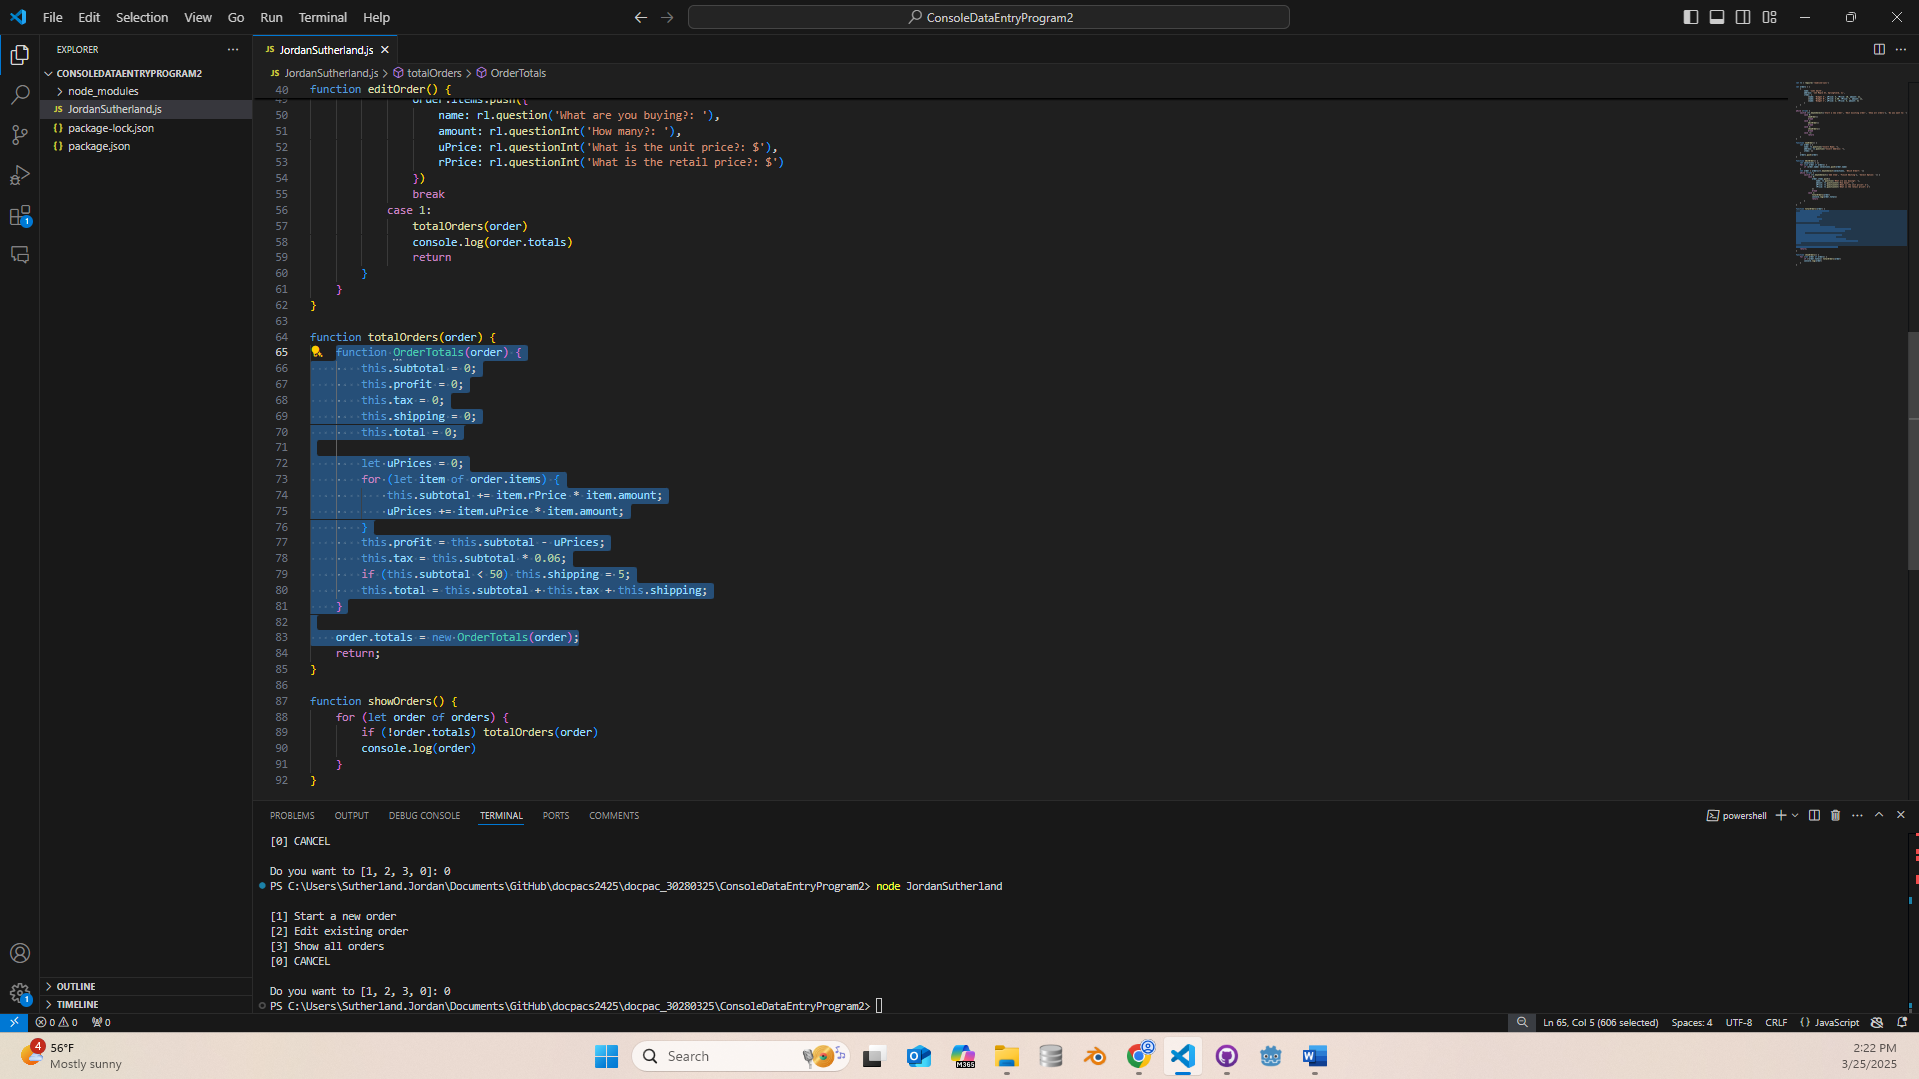 File Edit Selection View Go Run Terminal Help
ConsoleDataEntryProgram2
EXPLORER
CONSOLEDATAENTRYPROGRAM2
node_modules
JS JordanSutherland.js
{} package-lock.json
{} package.json
OUTLINE
TIMELINE
JS JordanSutherland.js
JS JordanSutherland.js > totalOrders > OrderTotals
40 function editOrder() {
49 order.items.push({
50 name: rl.question('What are you buying?: '),
51 amount: rl.questionInt('How many?: '),
52 uPrice: rl.questionInt('What is the unit price?: $'),
53 rPrice: rl.questionInt('What is the retail price?: $')
54 })
55 break
56 case 1:
57 totalOrders(order)
58 console.log(order.totals)
59 return
60 }
61 }
62 }
63
64 function totalOrders(order) {
65 function OrderTotals(order) {
66 this.subtotal = 0;
67 this.profit = 0;
68 this.tax = 0;
69 this.shipping = 0;
70 this.total = 0;
71
72 let uPrices = 0;
73 for (let item of order.items) {
74 this.subtotal += item.rPrice * item.amount;
75 uPrices += item.uPrice * item.amount;
76 }
77 this.profit = this.subtotal - uPrices;
78 this.tax = this.subtotal * 0.06;
79 if (this.subtotal < 50) this.shipping = 5;
80 this.total = this.subtotal + this.tax + this.shipping;
81 }
82
83 order.totals = new OrderTotals(order);
84 return;
85 }
86
87 function showOrders() {
88 for (let order of orders) {
89 if (!order.totals) totalOrders(order)
90 console.log(order)
91 }
92 }
PROBLEMS OUTPUT DEBUG CONSOLE TERMINAL PORTS COMMENTS
powershell
[0] CANCEL
Do you want to [1, 2, 3, 0]: 0
PS C:\Users\Sutherland.Jordan\Documents\GitHub\docpacs2425\docpac_30280325\ConsoleDataEntryProgram2> node JordanSutherland
[1] Start a new order
[2] Edit existing order
[3] Show all orders
[0] CANCEL
Do you want to [1, 2, 3, 0]: 0
PS C:\Users\Sutherland.Jordan\Documents\GitHub\docpacs2425\docpac_30280325\ConsoleDataEntryProgram2>
0 0 0 Ln 65, Col 5 (606 selected) Spaces: 4 UTF-8 CRLF {} JavaScript
4
56°F
Mostly sunny
Search
M365
2:22 PM
3/25/2025